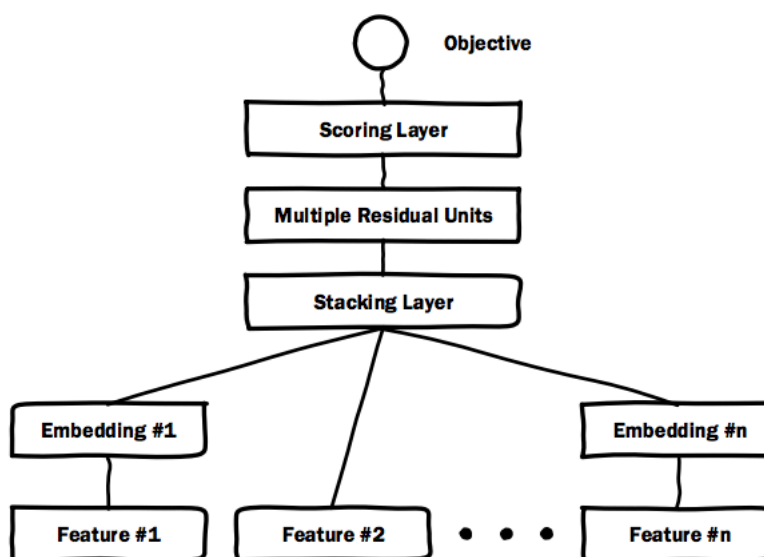 Objective
Scoring Layer
Multiple Residual Units
Stacking Layer
Embedding #1
Embedding #n
Feature #1
Feature #2
Feature #n